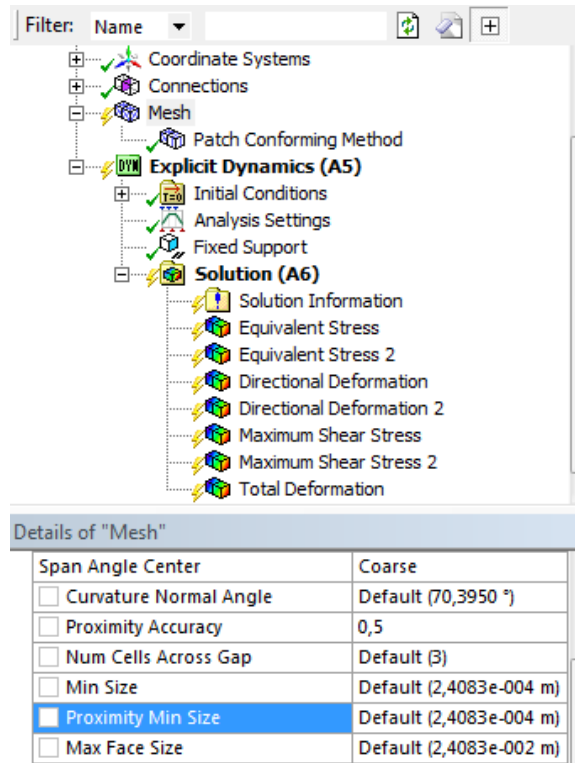 Filter: Name
Coordinate Systems
Connections
Mesh
Patch Conforming Method
DYN Explicit Dynamics (A5)
T=0 Initial Conditions
Analysis Settings
Fixed Support
Solution (A6)
Solution Information
Equivalent Stress
Equivalent Stress 2
Directional Deformation
Directional Deformation 2
Maximum Shear Stress
Maximum Shear Stress 2
Total Deformation
Details of "Mesh"
Span Angle Center Coarse
Curvature Normal Angle Default (70,3950 °)
Proximity Accuracy 0,5
Num Cells Across Gap Default (3)
Min Size Default (2,4083e-004 m)
Proximity Min Size Default (2,4083e-004 m)
Max Face Size Default (2,4083e-002 m)